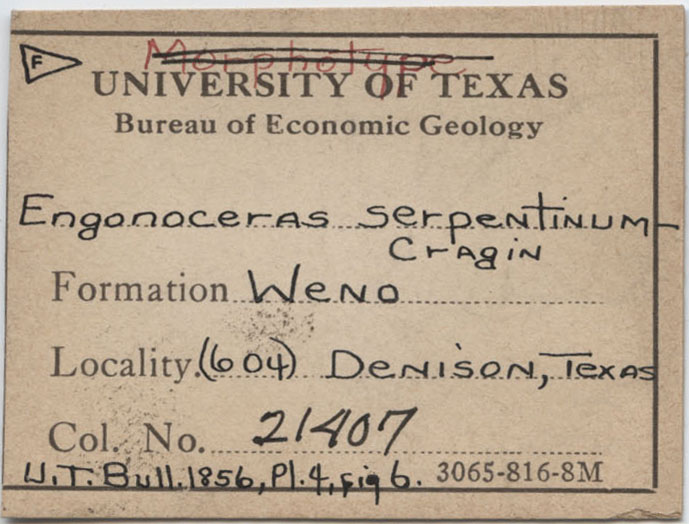 F
Morphotype
UNIVERSITY OF TEXAS
Bureau of Economic Geology
Engonoceras serpentinum-
Cragin
Formation Weno
Locality. (604) Denison, Texas
Col. No. 21407
U.T. Bull. 1856, Pl. 4, fig 6. 3065-816-8M